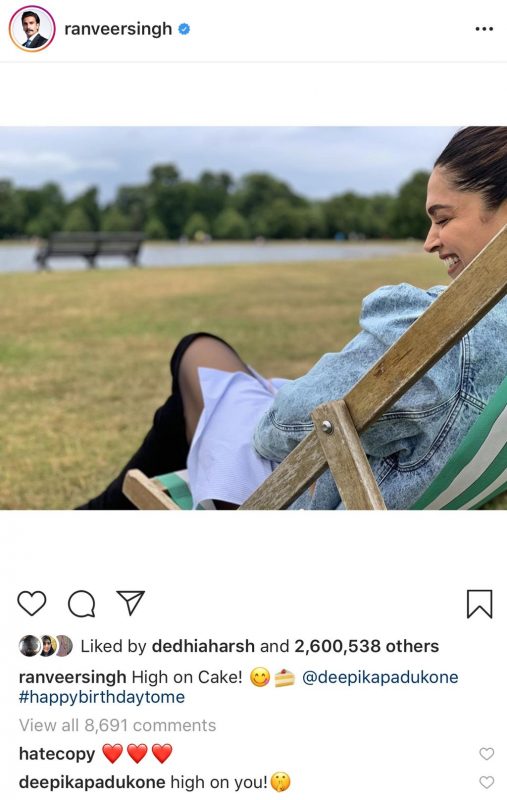 ranveersingh
Liked by dedhiaharsh and 2,600,538 others
ranveersingh High on Cake! 😋🍰 @deepikapadukone
#happybirthdaytome
View all 8,691 comments
hatecopy ❤️❤️❤️
deepikapadukone high on you!🤫